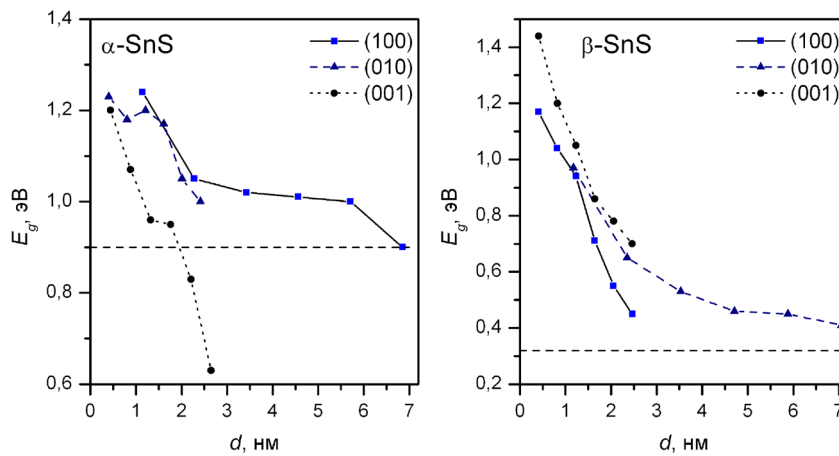 α-SnS
(100)
(010)
(001)
1,4
1,2
1,0
0,8
0,6
E_g, эВ
0 1 2 3 4 5 6 7
d, нм
β-SnS
(100)
(010)
(001)
1,4
1,2
1,0
0,8
0,6
0,4
0,2
E_g, эВ
0 1 2 3 4 5 6 7
d, нм